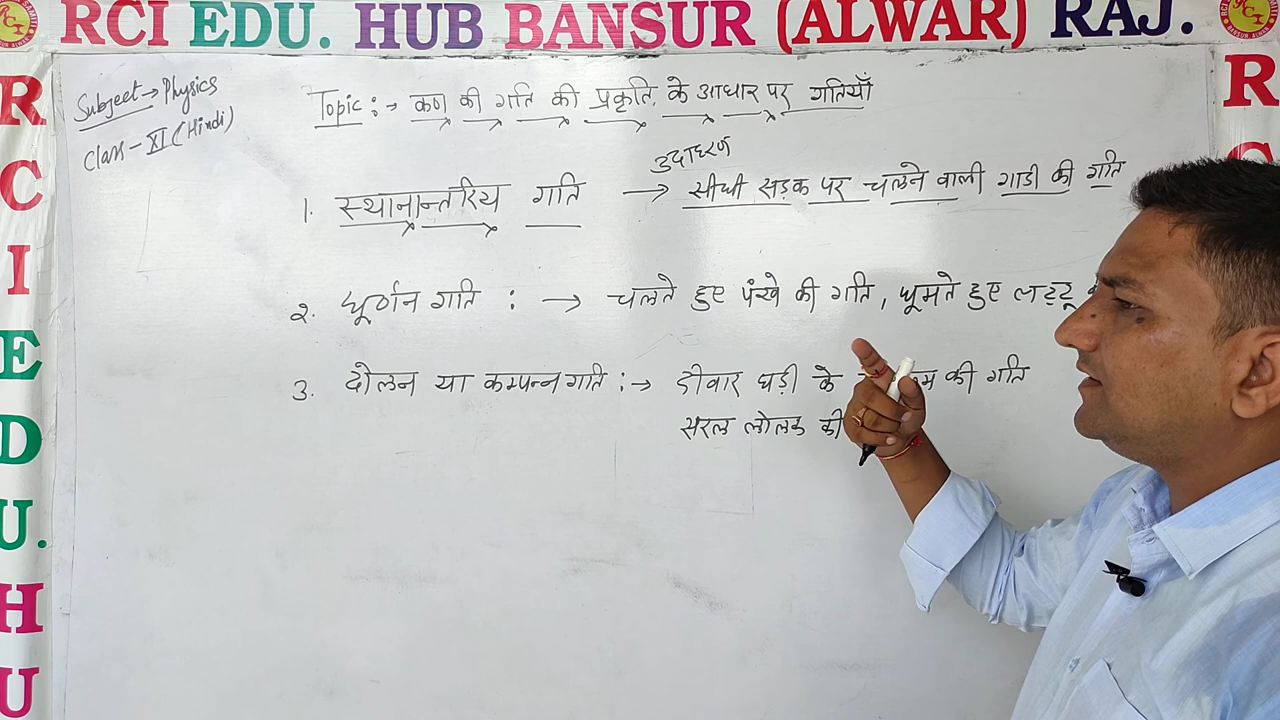 RCI EDU. HUB BANSUR (ALWAR) RAJ.
R
C
I
E
D
U.
H
U
R
Subject → Physics
Class - XI (Hindi)
Topic :→ कण की गति की प्रकृति के आधार पर गतियाँ
उदाहरण
1. स्थानान्तरिय गति → सीधी सड़क पर चलने वाली गाडी की गति
2. घूर्णन गति : → चलते हुए पंखे की गति, घूमते हुए लट्टू
3. दोलन या कम्पन्न गति :→ दीवार घड़ी के की गति
सरल लोलक की